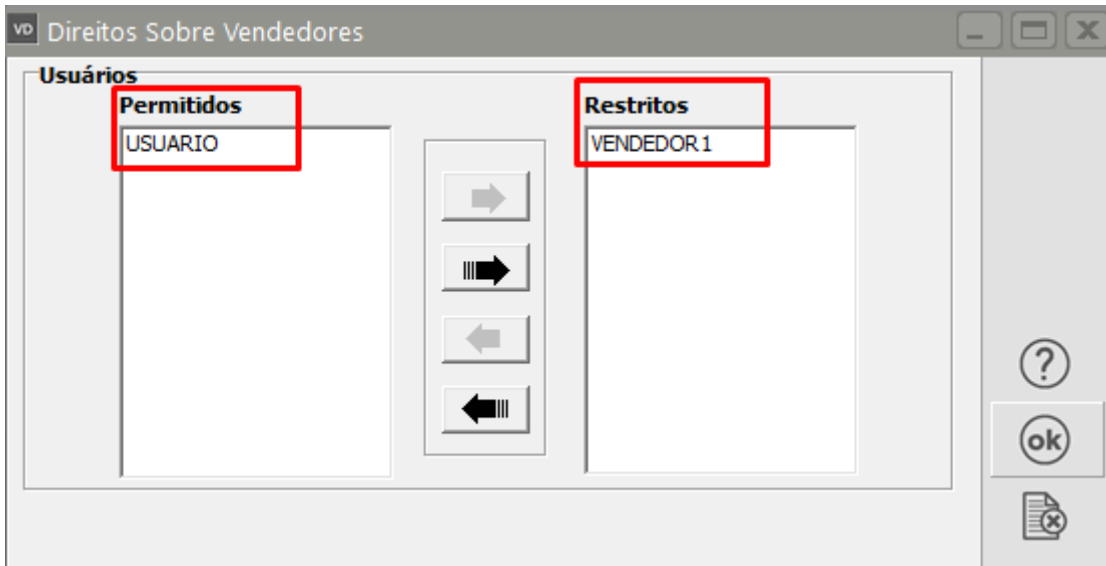 VD Direitos Sobre Vendedores
Usuários
Permitidos
USUARIO
Restritos
VENDEDOR1
?
ok